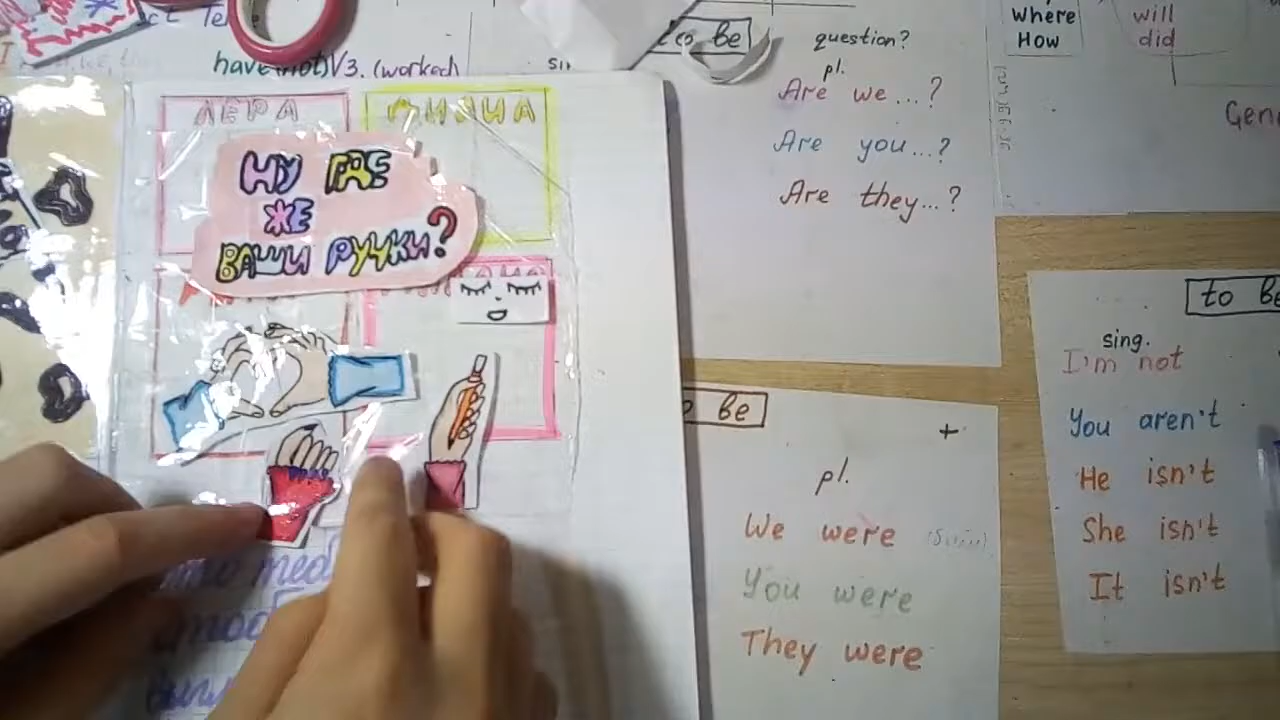 have (not) V3. (worked)
ЛЕРА
МИЛИА
НУ ГДЕ
ЖЕ
ВАШИ РУЧКИ?
to be
question?
pl.
Are we...?
Are you...?
Are they...?
Where
How
will
did
be
+
pl.
We were
You were
They were
to be
sing.
I'm not
You aren't
He isn't
She isn't
It isn't